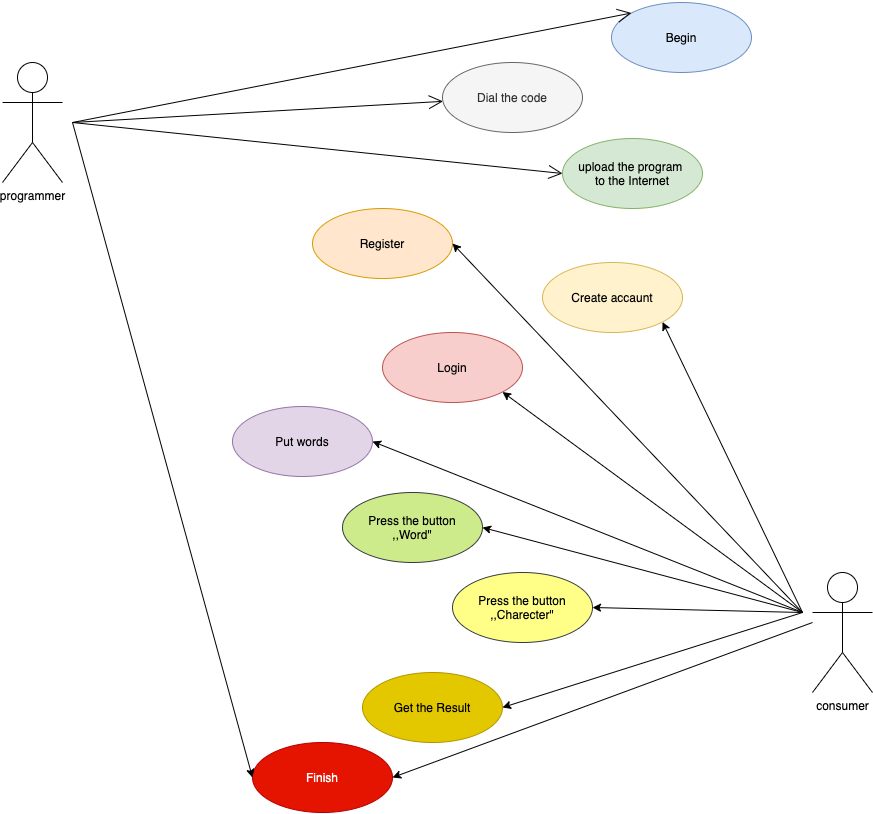 Begin
Dial the code
upload the program
to the Internet
programmer
Register
Create accaunt
Login
Put words
Press the button
,,Word"
Press the button
,,Charecter"
Get the Result
consumer
Finish